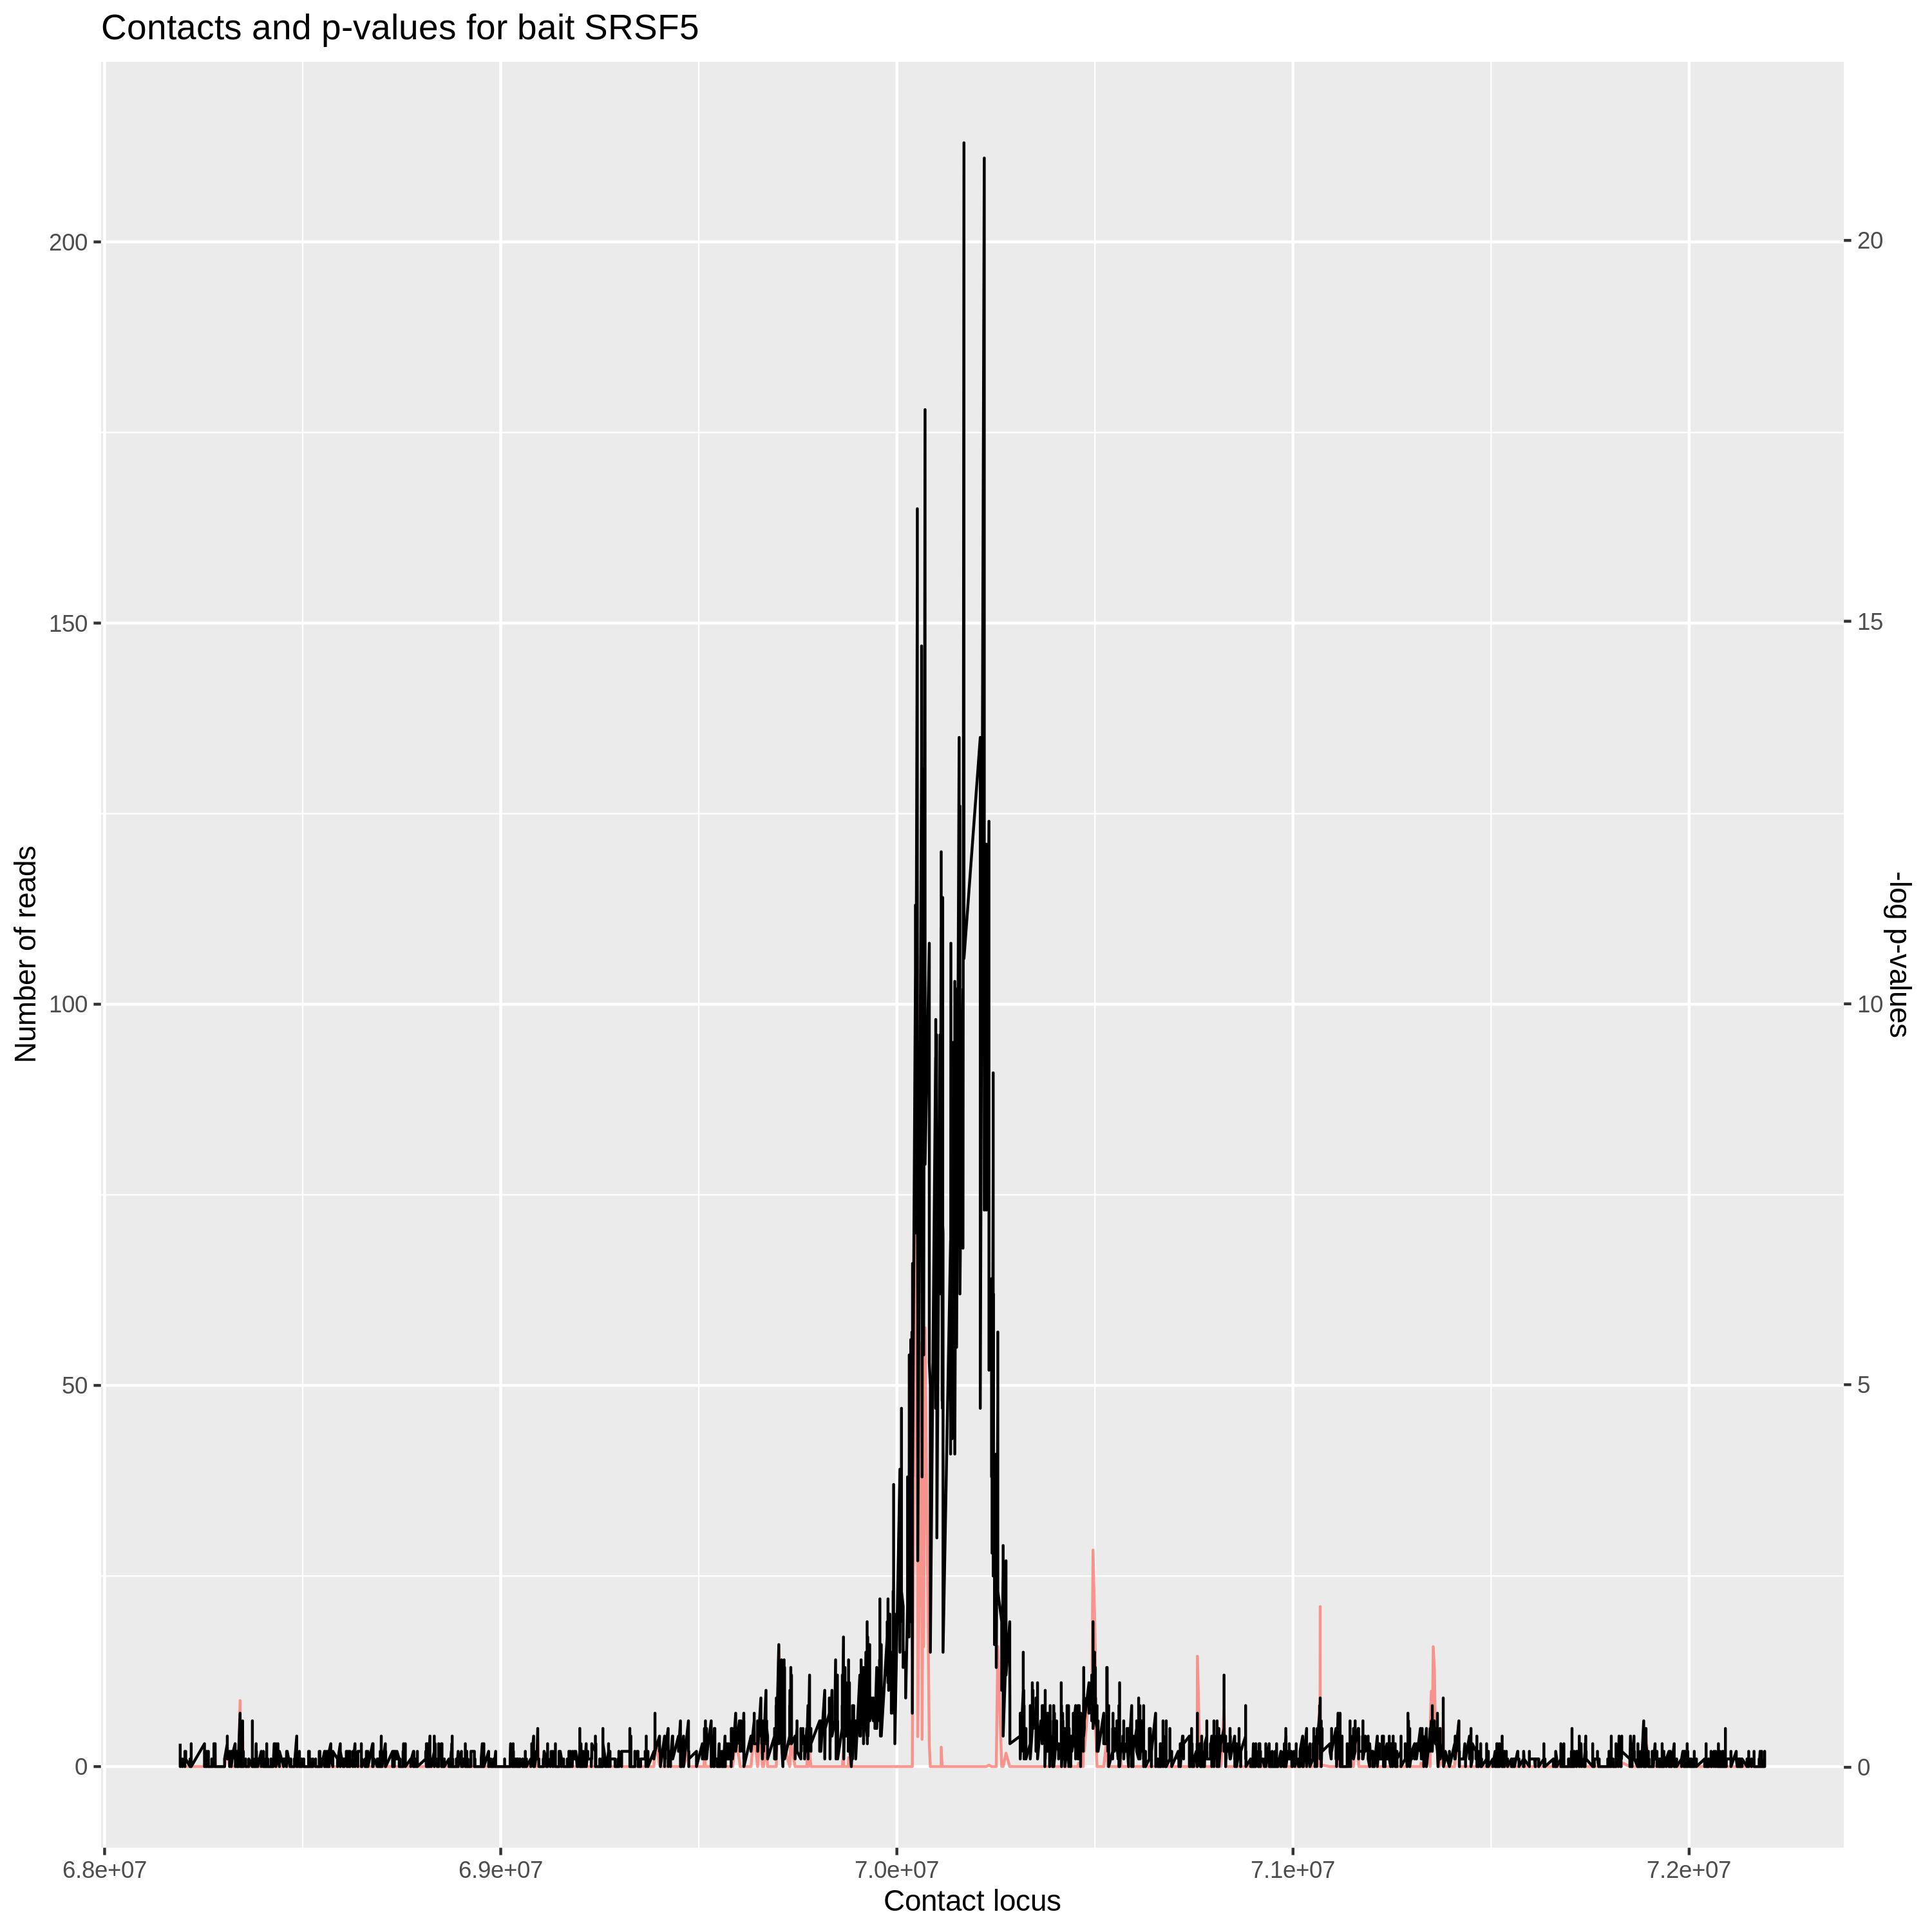 Contacts and p-values for bait SRSF5
200
150
100
50
0
20
15
10
5
0
Number of reads
-log p-values
6.8e+07
6.9e+07
7.0e+07
7.1e+07
7.2e+07
Contact locus